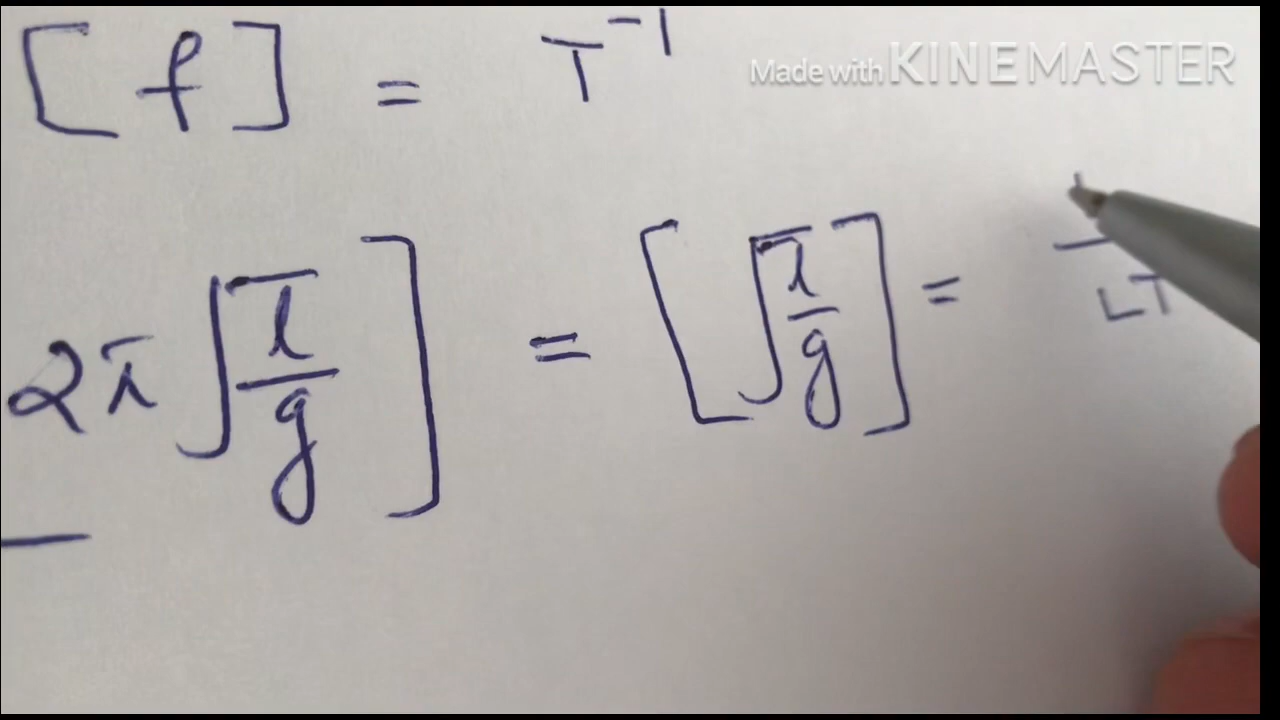 [ f ] = T⁻¹
Made with KINEMASTER
2π√(l/g) ] = [ √(l/g) ] = / LT